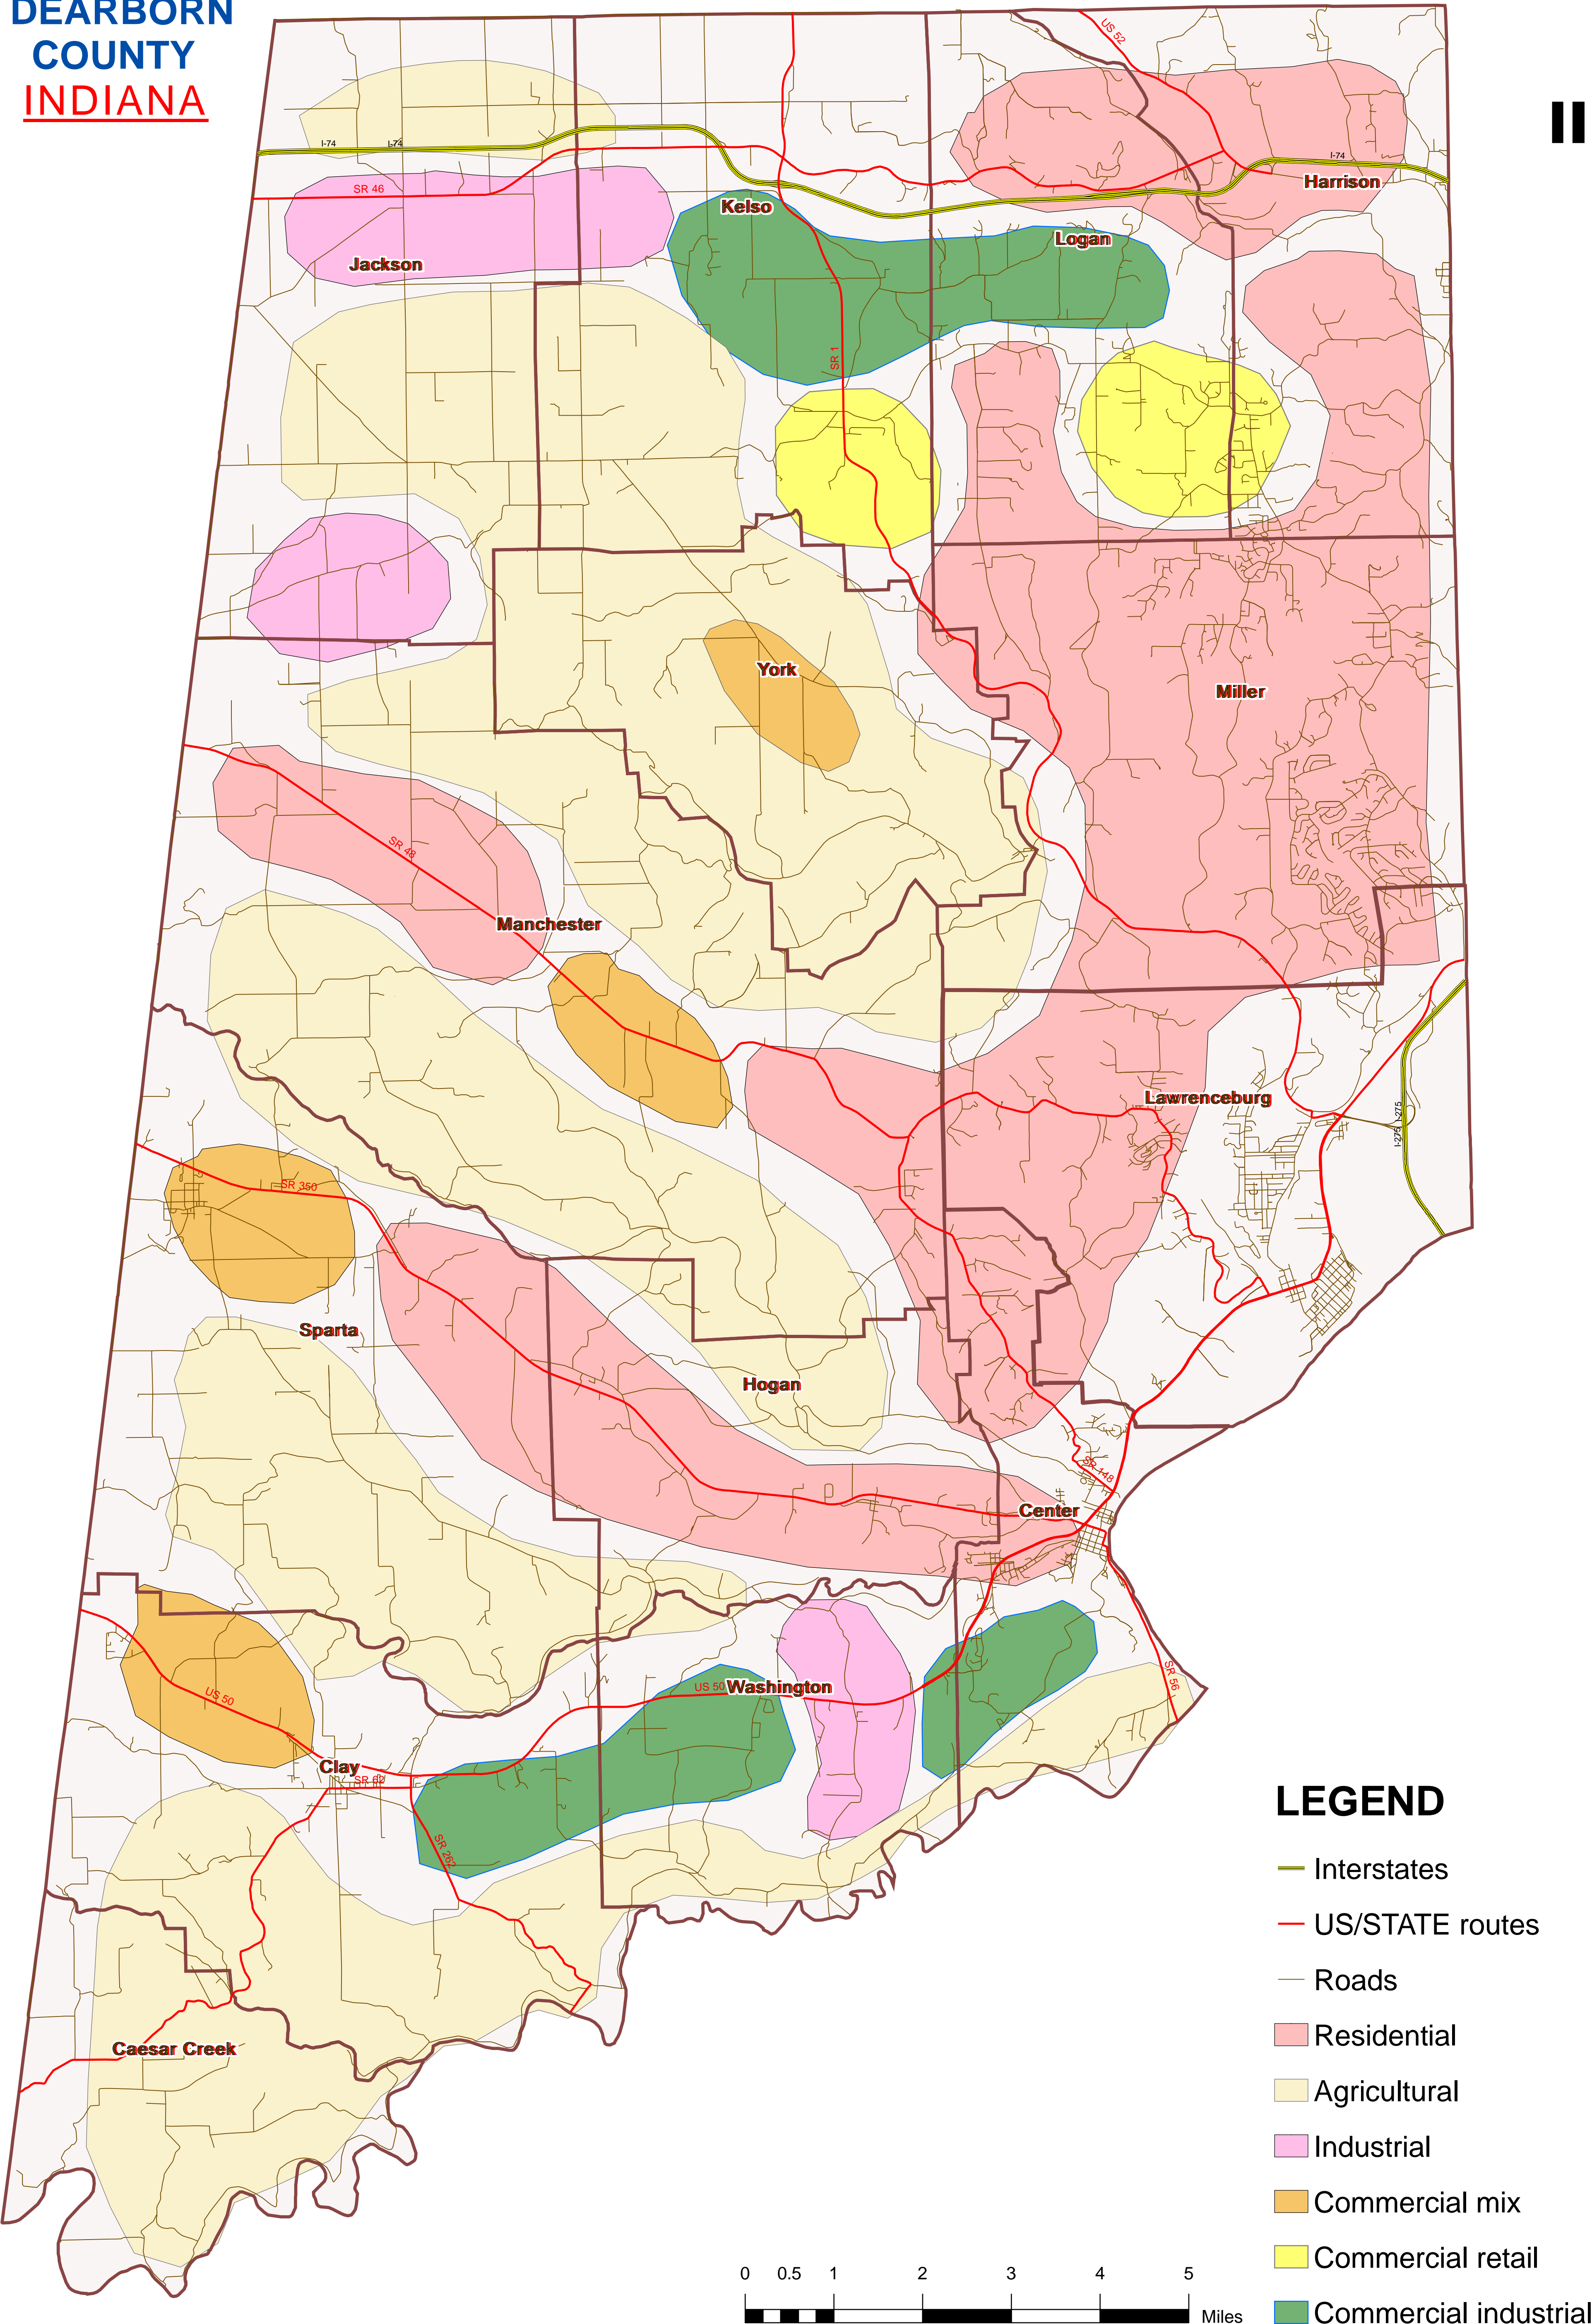 DEARBORN
COUNTY
INDIANA
II
US 52
I-74
I-74
I-74
SR 46
Harrison
Kelso
Logan
Jackson
SR 1
York
Miller
SR 48
Manchester
Lawrenceburg
I-275
I-275
SR 350
Sparta
Hogan
SR 148
Center
SR 56
US 50
US 50
Washington
Clay
SR 62
SR 262
Caesar Creek
LEGEND
Interstates
US/STATE routes
Roads
Residential
Agricultural
Industrial
Commercial mix
Commercial retail
Commercial industrial
0 0.5 1 2 3 4 5
Miles